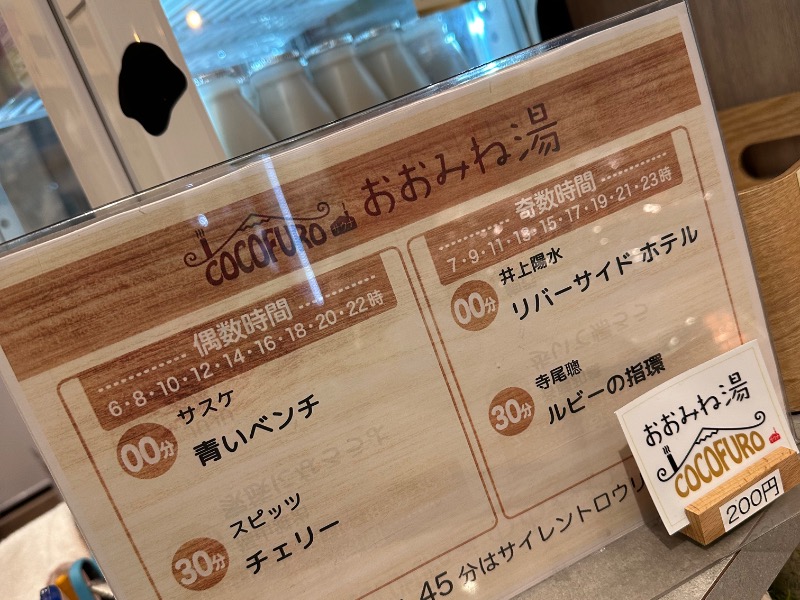 COCOFURO おおみね湯
偶数時間
6・8・10・12・14・16・18・20・22時
00分
サスケ
青いベンチ
30分
スピッツ
チェリー
奇数時間
7・9・11・13・15・17・19・21・23時
00分
井上陽水
リバーサイド ホテル
30分
寺尾聰
ルビーの指環
45分はサイレントロウリ
おおみね湯
COCOFURO
200円